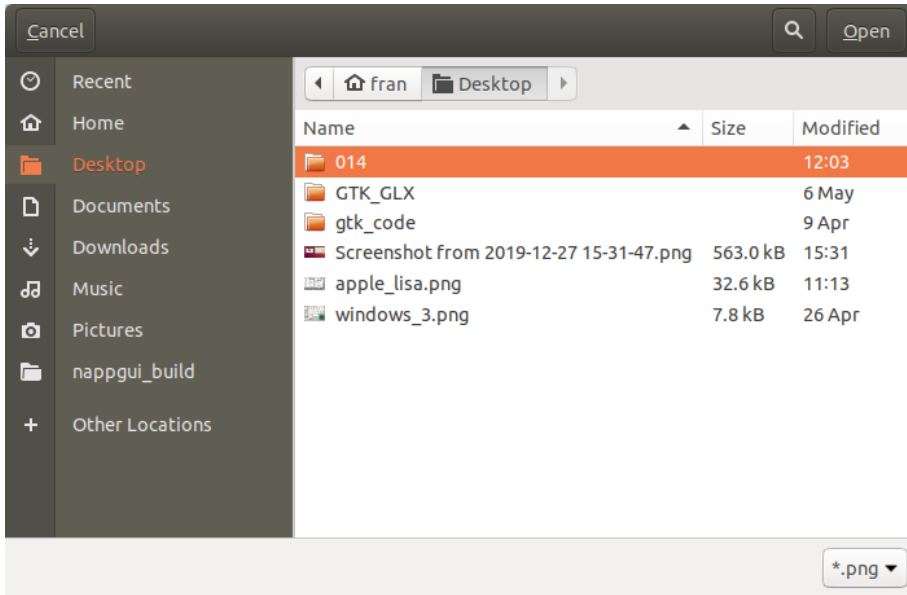 Cancel Open
Recent
Home
Desktop
Documents
Downloads
Music
Pictures
nappgui_build
Other Locations
fran Desktop
Name Size Modified
014 12:03
GTK_GLX 6 May
gtk_code 9 Apr
Screenshot from 2019-12-27 15-31-47.png 563.0 kB 15:31
apple_lisa.png 32.6 kB 11:13
windows_3.png 7.8 kB 26 Apr
*.png